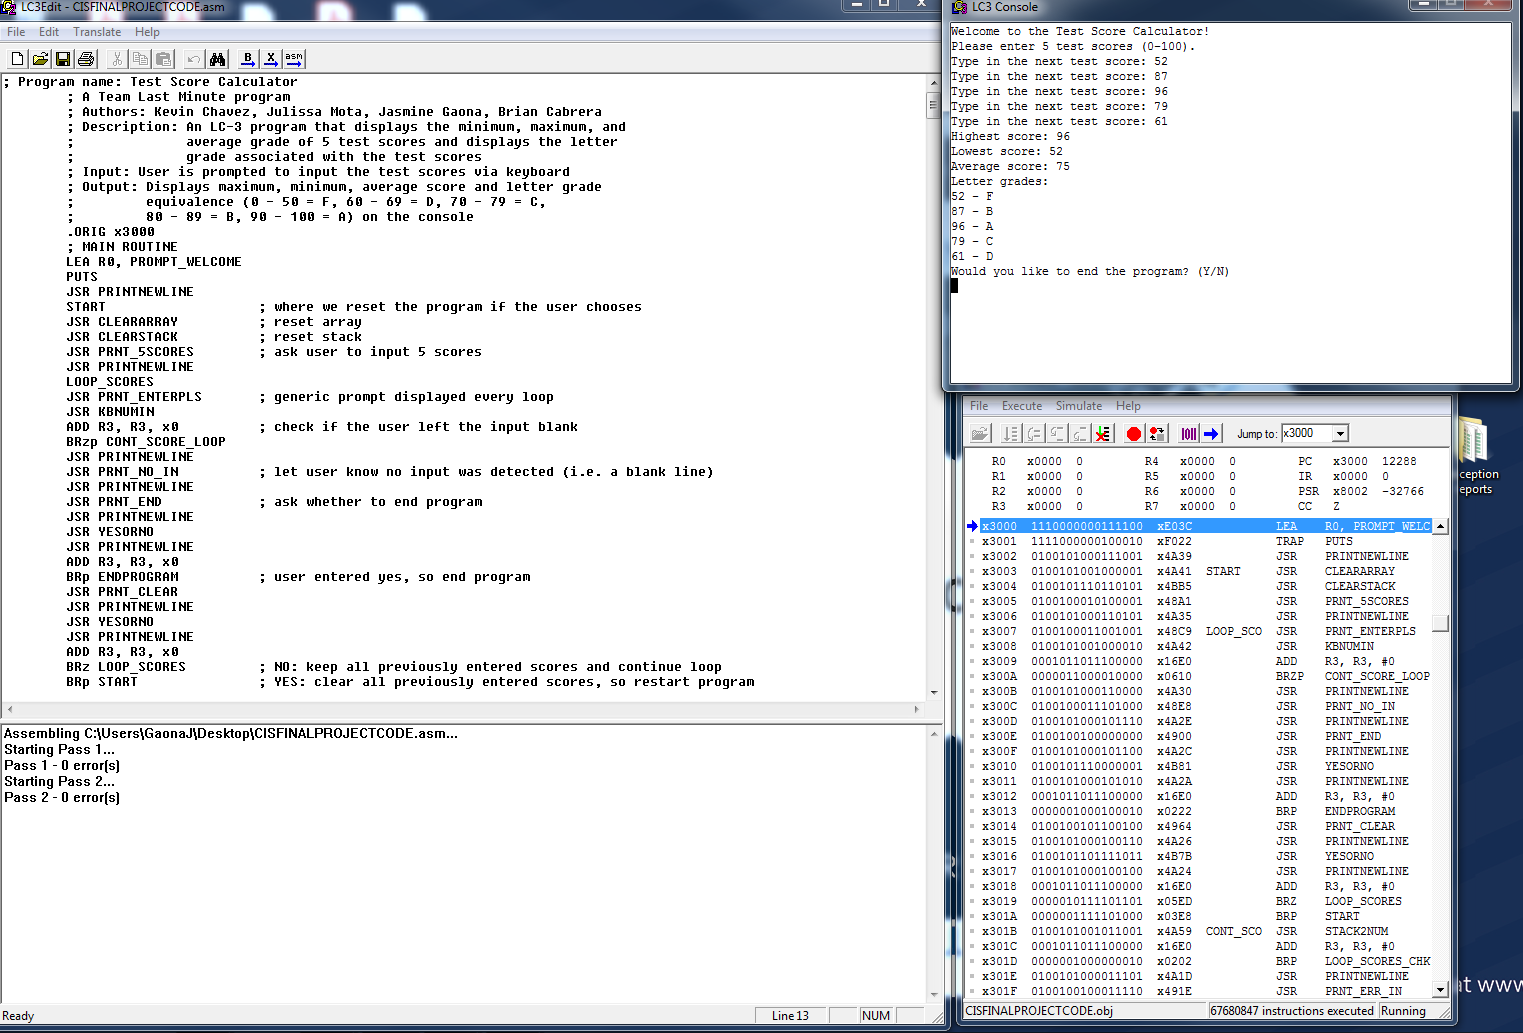 LC3Edit - CISFINALPROJECTCODE.asm
File Edit Translate Help
; Program name: Test Score Calculator
; A Team Last Minute program
; Authors: Kevin Chavez, Julissa Mota, Jasmine Gaona, Brian Cabrera
; Description: An LC-3 program that displays the minimum, maximum, and
; average grade of 5 test scores and displays the letter
; grade associated with the test scores
; Input: User is prompted to input the test scores via keyboard
; Output: Displays maximum, minimum, average score and letter grade
; equivalence (0 - 50 = F, 60 - 69 = D, 70 - 79 = C,
; 80 - 89 = B, 90 - 100 = A) on the console
.ORIG x3000
; MAIN ROUTINE
LEA R0, PROMPT_WELCOME
PUTS
JSR PRINTNEWLINE
START ; where we reset the program if the user chooses
JSR CLEARARRAY ; reset array
JSR CLEARSTACK ; reset stack
JSR PRNT_5SCORES ; ask user to input 5 scores
JSR PRINTNEWLINE
LOOP_SCORES
JSR PRNT_ENTERPLS ; generic prompt displayed every loop
JSR KBNUMIN
ADD R3, R3, x0 ; check if the user left the input blank
BRzp CONT_SCORE_LOOP
JSR PRINTNEWLINE
JSR PRNT_NO_IN ; let user know no input was detected (i.e. a blank line)
JSR PRINTNEWLINE
JSR PRNT_END ; ask whether to end program
JSR PRINTNEWLINE
JSR YESORNO
JSR PRINTNEWLINE
ADD R3, R3, x0
BRp ENDPROGRAM ; user entered yes, so end program
JSR PRNT_CLEAR
JSR PRINTNEWLINE
JSR YESORNO
JSR PRINTNEWLINE
ADD R3, R3, x0
BRz LOOP_SCORES ; NO: keep all previously entered scores and continue loop
BRp START ; YES: clear all previously entered scores, so restart program
Assembling C:\Users\GaonaJ\Desktop\CISFINALPROJECTCODE.asm...
Starting Pass 1...
Pass 1 - 0 error(s)
Starting Pass 2...
Pass 2 - 0 error(s)
Ready Line 13 NUM
LC3 Console
Welcome to the Test Score Calculator!
Please enter 5 test scores (0-100).
Type in the next test score: 52
Type in the next test score: 87
Type in the next test score: 96
Type in the next test score: 79
Type in the next test score: 61
Highest score: 96
Lowest score: 52
Average score: 75
Letter grades:
52 - F
87 - B
96 - A
79 - C
61 - D
Would you like to end the program? (Y/N)
File Execute Simulate Help
Jump to: x3000
R0 x0000 0 R4 x0000 0 PC x3000 12288
R1 x0000 0 R5 x0000 0 IR x0000 0
R2 x0000 0 R6 x0000 0 PSR x8002 -32766
R3 x0000 0 R7 x0000 0 CC Z
x3000 1110000000111100 xE03C LEA R0, PROMPT_WELC
x3001 1111000000100010 xF022 TRAP PUTS
x3002 0100101000111001 x4A39 JSR PRINTNEWLINE
x3003 0100101001000001 x4A41 START JSR CLEARARRAY
x3004 0100101110110101 x4BB5 JSR CLEARSTACK
x3005 0100100010100001 x48A1 JSR PRNT_5SCORES
x3006 0100101000110101 x4A35 JSR PRINTNEWLINE
x3007 0100100011001001 x48C9 LOOP_SCO JSR PRNT_ENTERPLS
x3008 0100101001000010 x4A42 JSR KBNUMIN
x3009 0001011011100000 x16E0 ADD R3, R3, #0
x300A 0000011000010000 x0610 BRZP CONT_SCORE_LOOP
x300B 0100101000110000 x4A30 JSR PRINTNEWLINE
x300C 0100100011101000 x48E8 JSR PRNT_NO_IN
x300D 0100101000101110 x4A2E JSR PRINTNEWLINE
x300E 0100100100000000 x4900 JSR PRNT_END
x300F 0100101000101100 x4A2C JSR PRINTNEWLINE
x3010 0100101110000001 x4B81 JSR YESORNO
x3011 0100101000101010 x4A2A JSR PRINTNEWLINE
x3012 0001011011100000 x16E0 ADD R3, R3, #0
x3013 0000001000100010 x0222 BRP ENDPROGRAM
x3014 0100100101100100 x4964 JSR PRNT_CLEAR
x3015 0100101000100110 x4A26 JSR PRINTNEWLINE
x3016 0100101101111011 x4B7B JSR YESORNO
x3017 0100101000100100 x4A24 JSR PRINTNEWLINE
x3018 0001011011100000 x16E0 ADD R3, R3, #0
x3019 0000010111101101 x05ED BRZ LOOP_SCORES
x301A 0000001111101000 x03E8 BRP START
x301B 0100101001011001 x4A59 CONT_SCO JSR STACK2NUM
x301C 0001011011100000 x16E0 ADD R3, R3, #0
x301D 0000001000000010 x0202 BRP LOOP_SCORES_CHK
x301E 0100101000011101 x4A1D JSR PRINTNEWLINE
x301F 0100100100011110 x491E JSR PRNT_ERR_IN
CISFINALPROJECTCODE.obj 67680847 instructions executed Running
ception
eports
at www